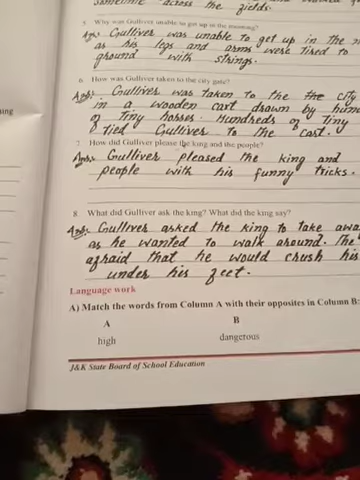 sometime across the fields.
5. Why was Gulliver unable to get up in the morning?
Ans: Gulliver was unable to get up in the
as his legs and arms were tired to
ground with strings.
6. How was Gulliver taken to the city gate?
Ans: Gulliver was taken to the the city
in a wooden cart drawn by
of tiny horses. Hundreds of tiny
tied Gulliver to the cart.
7. How did Gulliver please the king and the people?
Ans: Gulliver pleased the king and
people with his funny tricks.
8. What did Gulliver ask the king? What did the king say?
Ans: Gulliver asked the king to take
as he wanted to walk around. The
afraid that he would crush his
under his feet.
Language work
A) Match the words from Column A with their opposites in Column B:
A B
high dangerous
J&K State Board of School Education